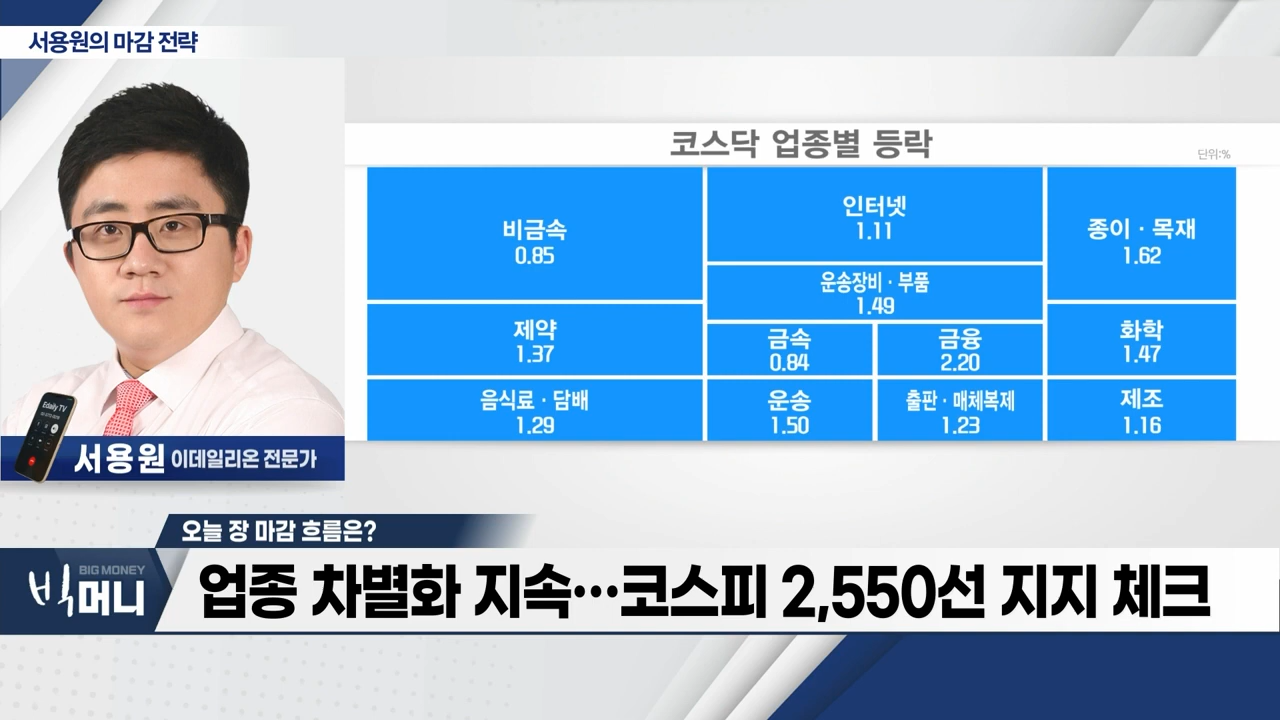 서용원의 마감 전략
코스닥 업종별 등락
단위:%
비금속
0.85
인터넷
1.11
종이 · 목재
1.62
운송장비 · 부품
1.49
제약
1.37
금속
0.84
금융
2.20
화학
1.47
음식료 · 담배
1.29
운송
1.50
출판 · 매체복제
1.23
제조
1.16
Edaily TV
서용원 이데일리온 전문가
오늘 장 마감 흐름은?
BIG MONEY
빅머니
업종 차별화 지속…코스피 2,550선 지지 체크